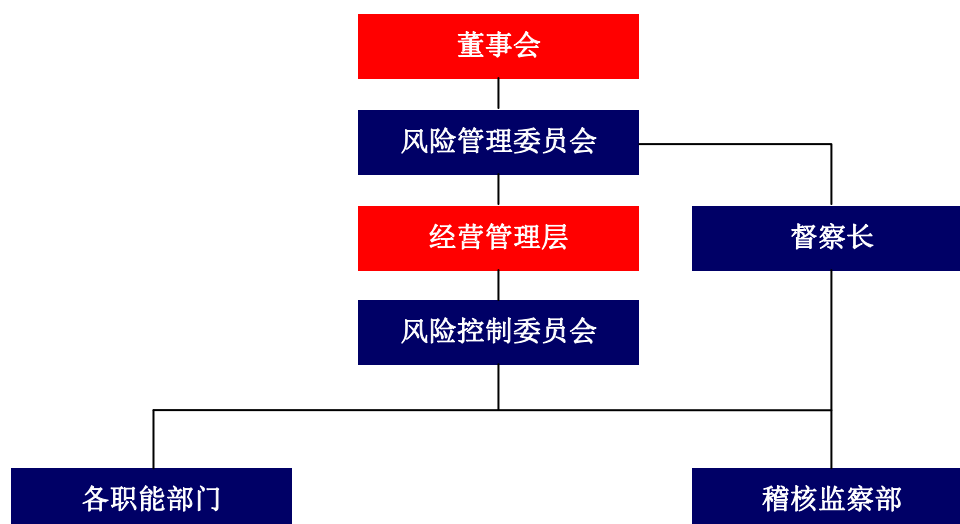 董事会
风险管理委员会
经营管理层
督察长
风险控制委员会
各职能部门
稽核监察部